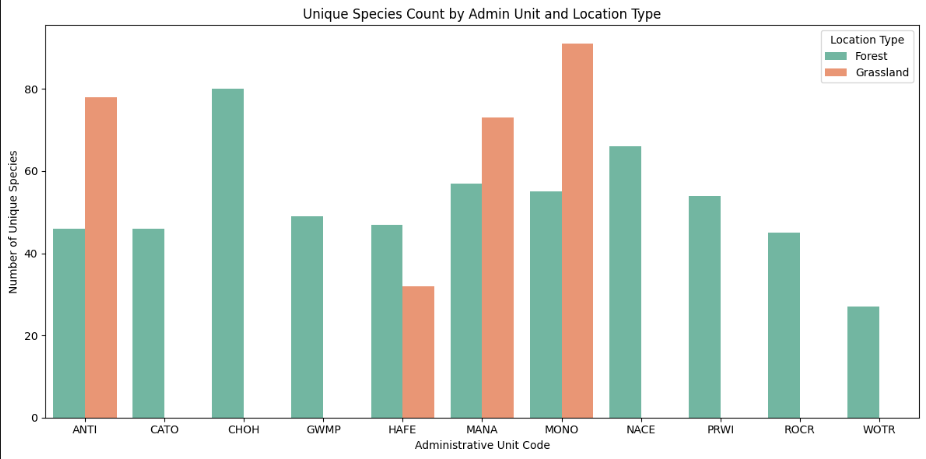 Unique Species Count by Admin Unit and Location Type
Location Type
Forest
Grassland
Number of Unique Species
80
60
40
20
0
ANTI CATO CHOH GWMP HAFE MANA MONO NACE PRWI ROCR WOTR
Administrative Unit Code